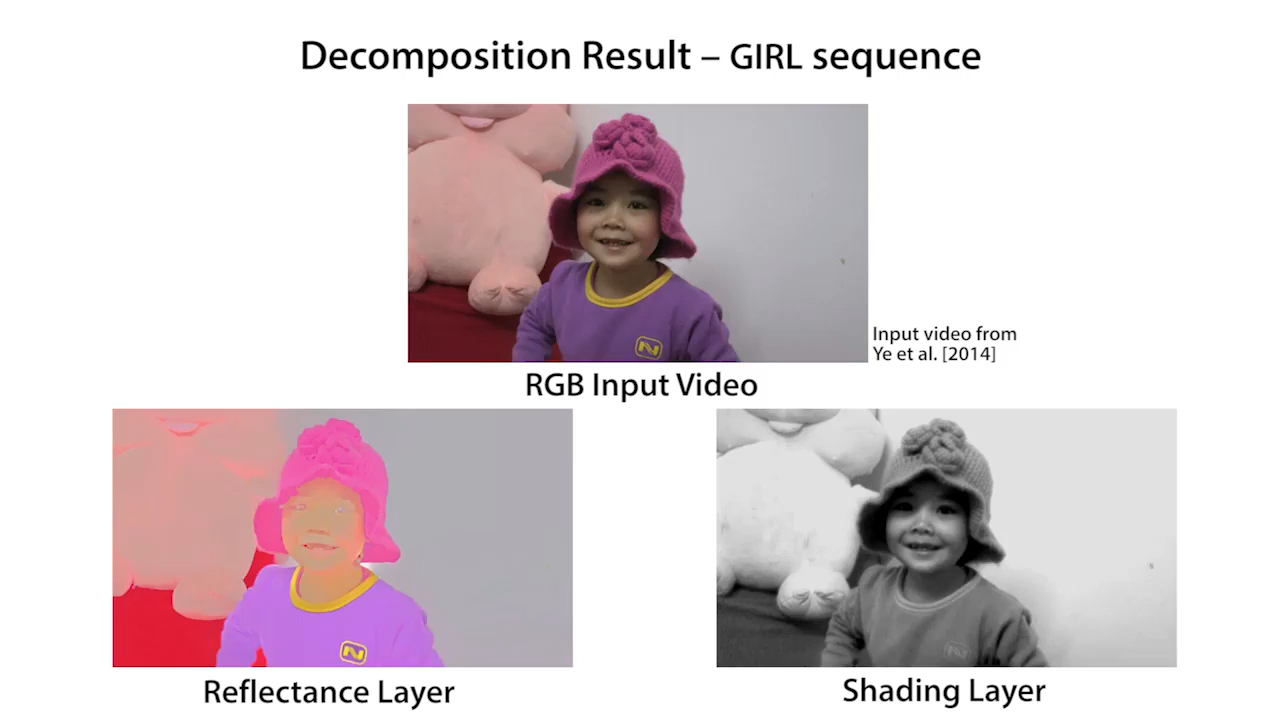 Decomposition Result – GIRL sequence
Input video from
Ye et al. [2014]
RGB Input Video
N
N
Reflectance Layer
Shading Layer